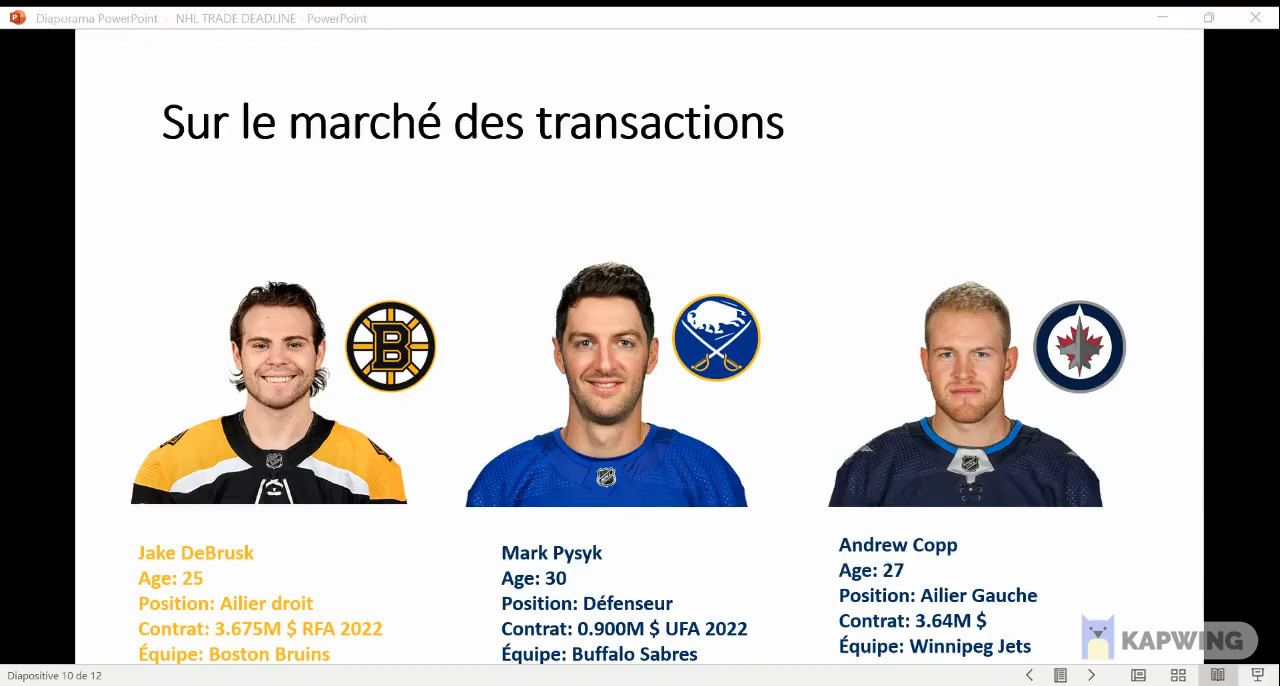 Diaporama PowerPoint - NHL TRADE DEADLINE - PowerPoint
Sur le marché des transactions
B
Jake DeBrusk
Age: 25
Position: Ailier droit
Contrat: 3.675M $ RFA 2022
Équipe: Boston Bruins
Mark Pysyk
Age: 30
Position: Défenseur
Contrat: 0.900M $ UFA 2022
Équipe: Buffalo Sabres
Andrew Copp
Age: 27
Position: Ailier Gauche
Contrat: 3.64M $
Équipe: Winnipeg Jets
KAPWING
Diapositive 10 de 12